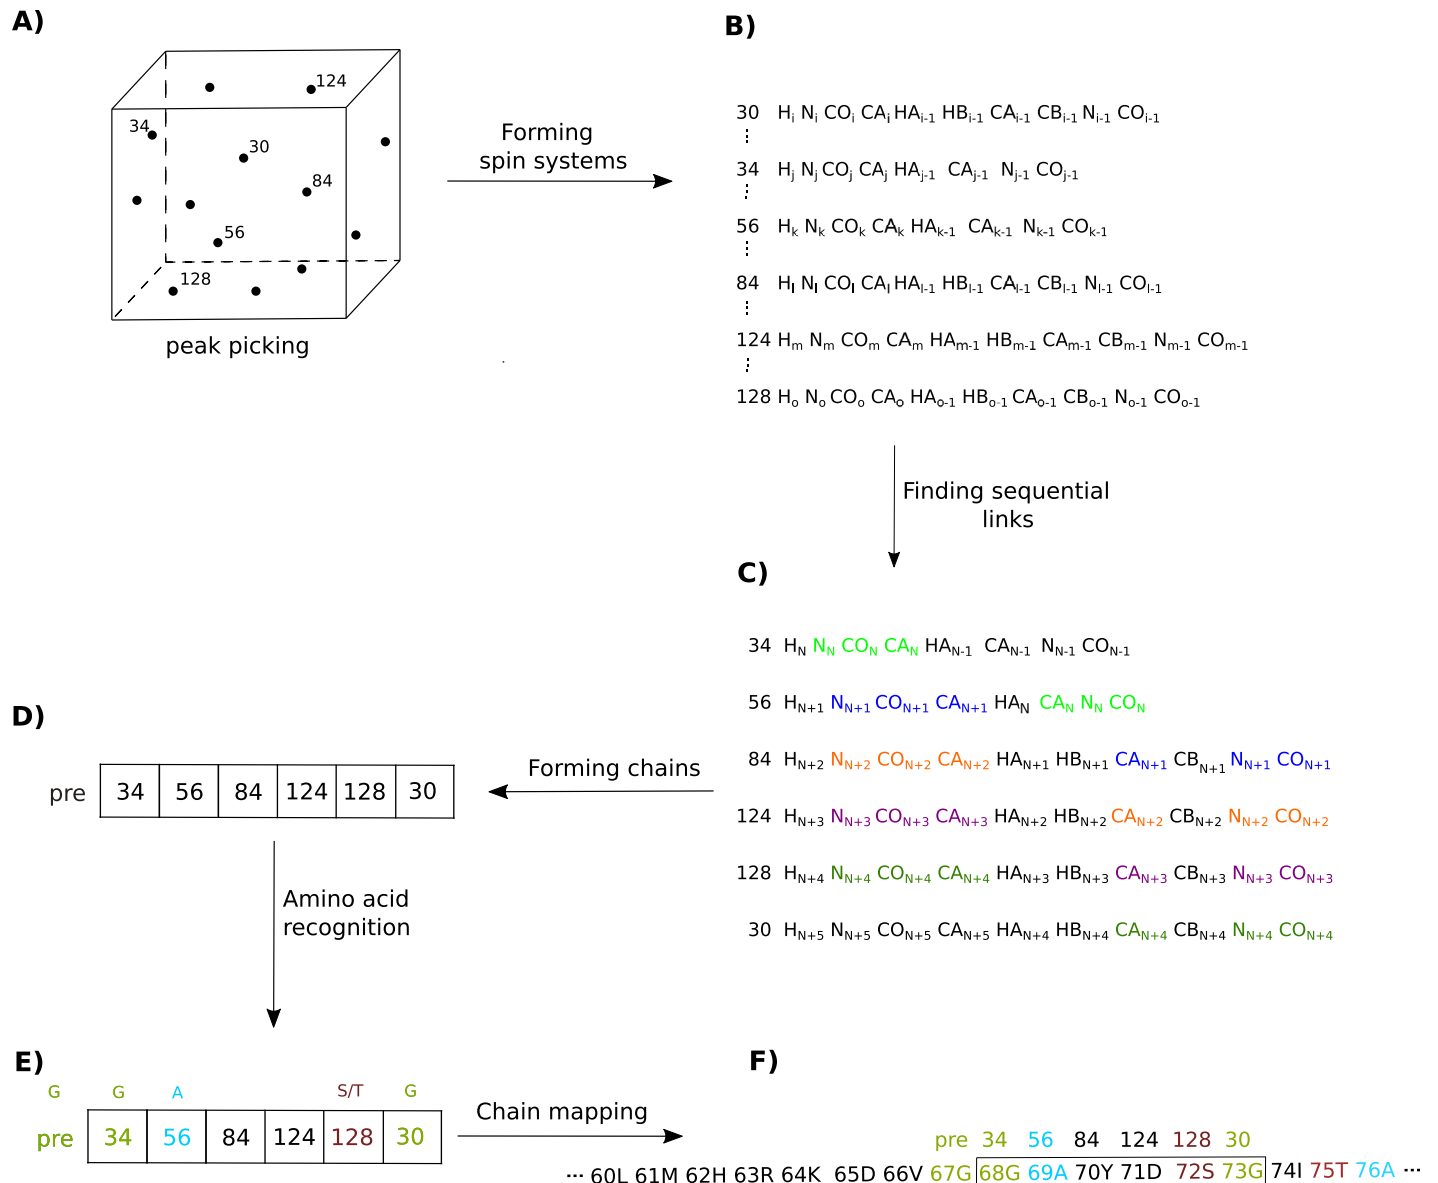 A)
124
34
30
84
56
128
peak picking
Forming
spin systems
B)
30 Hi Ni COi CAi HAi-1 HBi-1 CAi-1 CBi-1 Ni-1 COi-1
34 Hj Nj COj CAj HAj-1 CAj-1 Nj-1 COj-1
56 Hk Nk COk CAk HAk-1 CAk-1 Nk-1 COk-1
84 Hl Nl COl CAl HAl-1 HBl-1 CAl-1 CBl-1 Nl-1 COl-1
124 Hm Nm COm CAm HAm-1 HBm-1 CAm-1 CBm-1 Nm-1 COm-1
128 Ho No COo CAo HAo-1 HBo-1 CAo-1 CBo-1 No-1 COo-1
Finding sequential
links
C)
34 HN NN CON CAN HAN-1 CAN-1 NN-1 CON-1
56 HN+1 NN+1 CON+1 CAN+1 HAN CAN NN CON
84 HN+2 NN+2 CON+2 CAN+2 HAN+1 HBN+1 CAN+1 CBN+1 NN+1 CON+1
124 HN+3 NN+3 CON+3 CAN+3 HAN+2 HBN+2 CAN+2 CBN+2 NN+2 CON+2
128 HN+4 NN+4 CON+4 CAN+4 HAN+3 HBN+3 CAN+3 CBN+3 NN+3 CON+3
30 HN+5 NN+5 CON+5 CAN+5 HAN+4 HBN+4 CAN+4 CBN+4 NN+4 CON+4
Forming chains
D)
pre 34 56 84 124 128 30
Amino acid
recognition
E)
G G A S/T G
pre 34 56 84 124 128 30
Chain mapping
F)
pre 34 56 84 124 128 30
··· 60L 61M 62H 63R 64K 65D 66V 67G 68G 69A 70Y 71D 72S 73G 74I 75T 76A ···